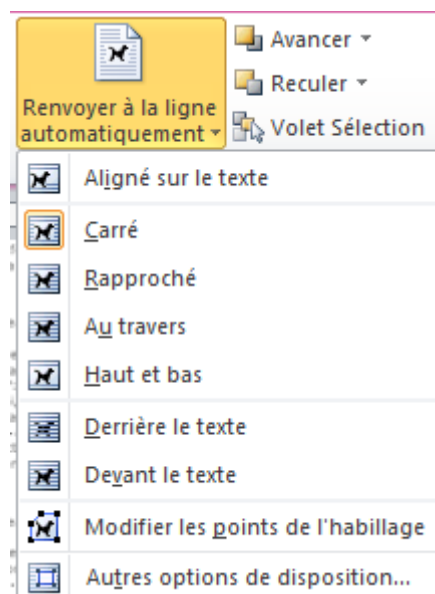 Avancer
Reculer
Renvoyer à la ligne
automatiquement
Volet Sélection
Aligné sur le texte
Carré
Rapproché
Au travers
Haut et bas
Derrière le texte
Devant le texte
Modifier les points de l'habillage
Autres options de disposition...